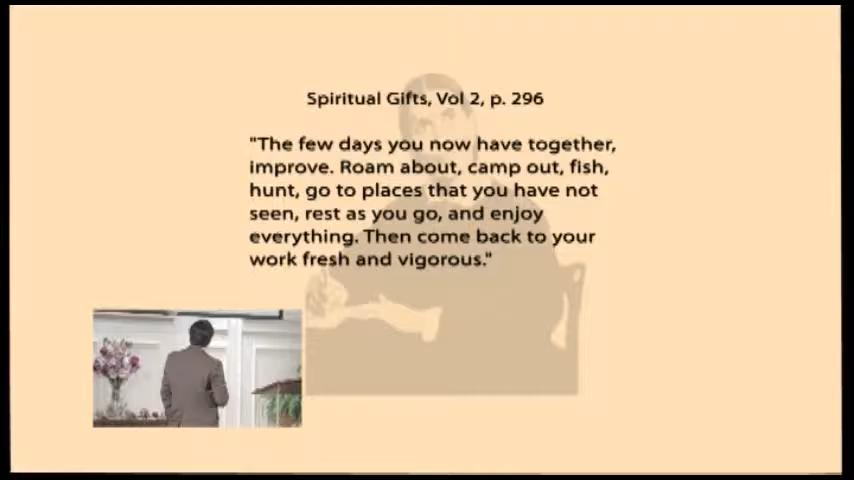 Spiritual Gifts, Vol 2, p. 296
"The few days you now have together,
improve. Roam about, camp out, fish,
hunt, go to places that you have not
seen, rest as you go, and enjoy
everything. Then come back to your
work fresh and vigorous."